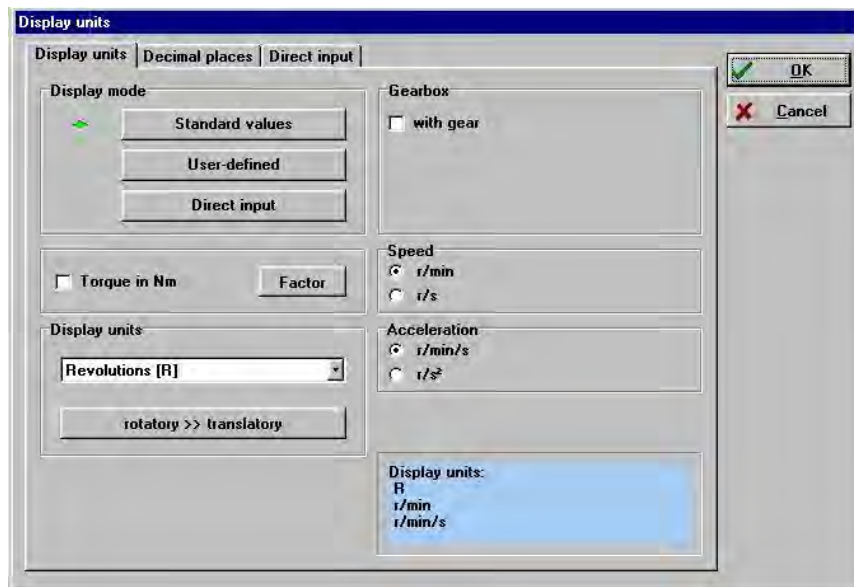 Display units
Display units
Decimal places
Direct input
OK
Cancel
Display mode
Standard values
User-defined
Direct input
Gearbox
with gear
Torque in Nm
Factor
Speed
r/min
r/s
Display units
Revolutions [R]
rotatory >> translatory
Acceleration
r/min/s
r/s²
Display units:
R
r/min
r/min/s